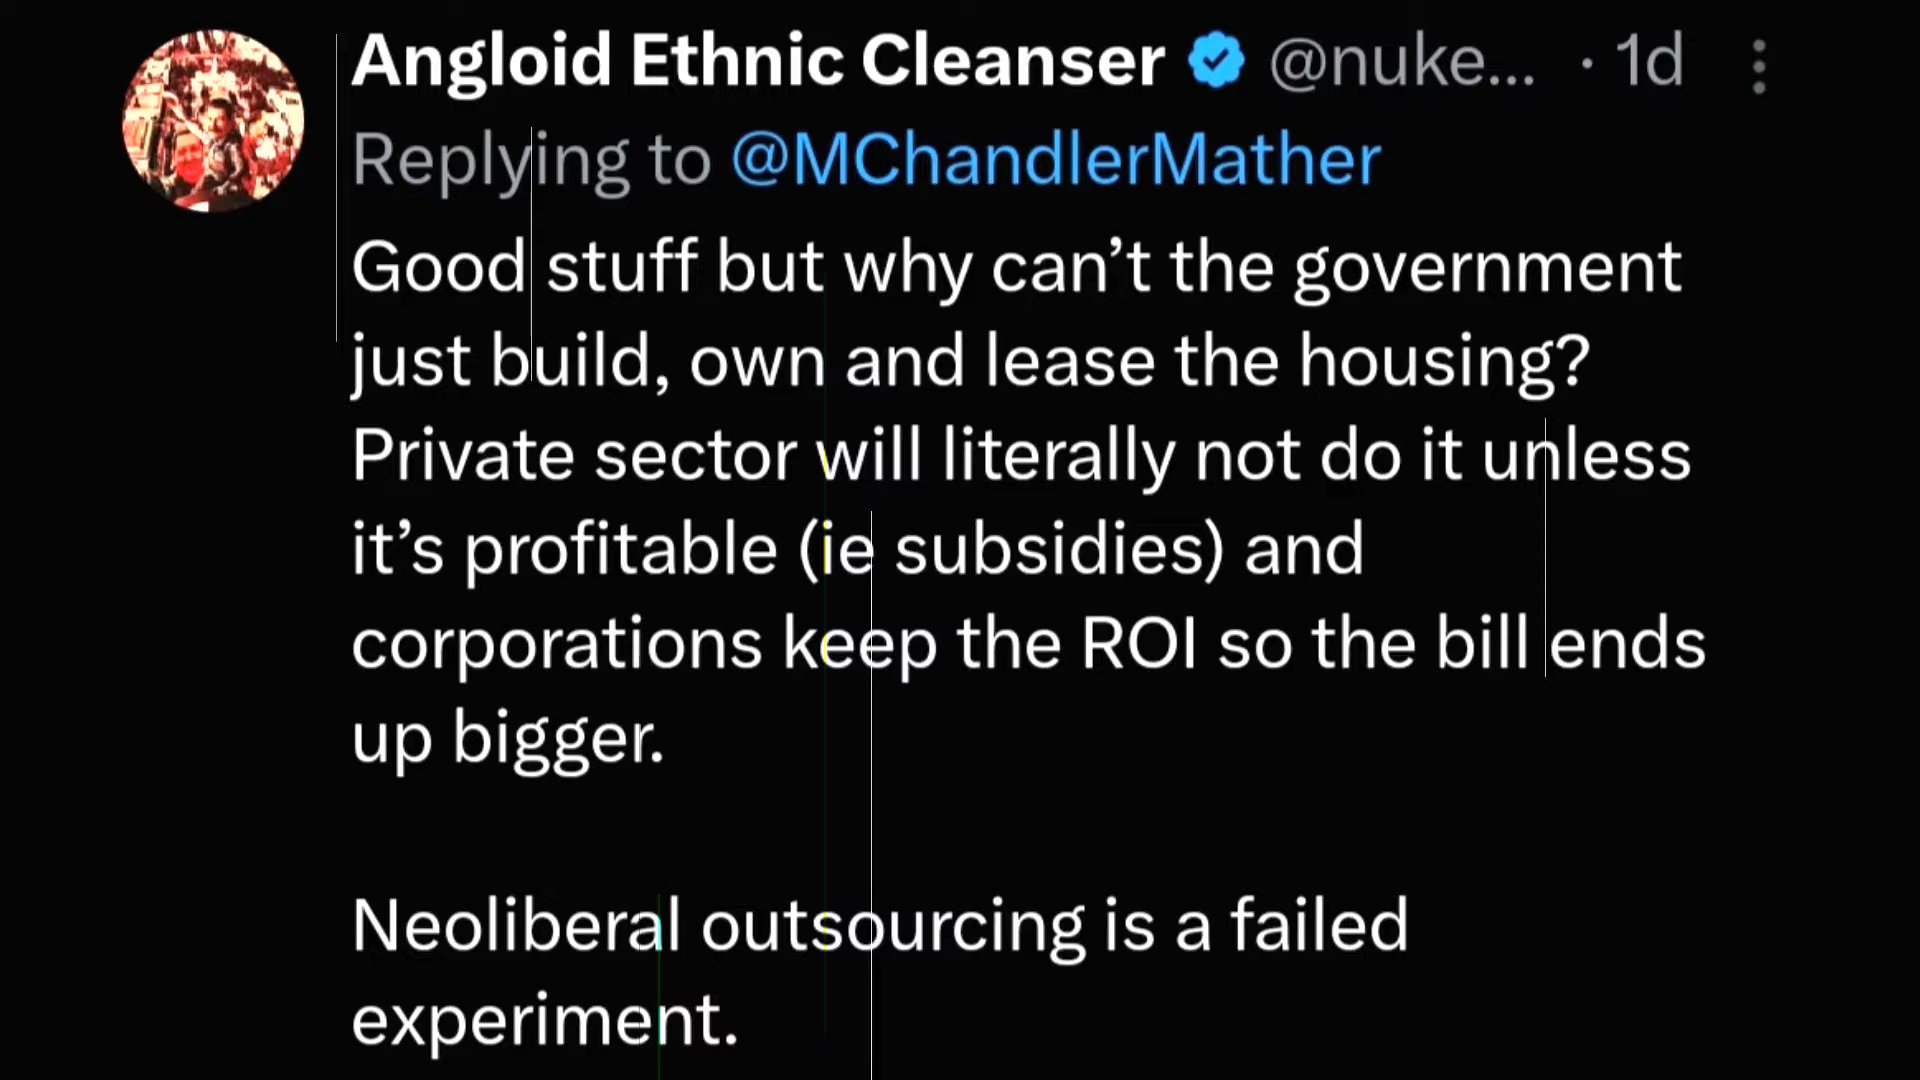 Angloid Ethnic Cleanser @nuke... · 1d
Replying to @MChandlerMather
Good stuff but why can’t the government
just build, own and lease the housing?
Private sector will literally not do it unless
it’s profitable (ie subsidies) and
corporations keep the ROI so the bill ends
up bigger.
Neoliberal outsourcing is a failed
experiment.